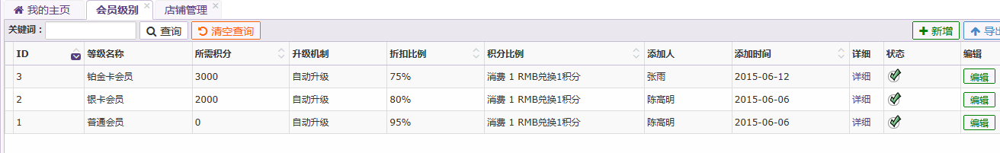 我的主页 会员级别 店铺管理
关键词： 查询 清空查询 新增 导出
ID 等级名称 所需积分 升级机制 折扣比例 积分比例 添加人 添加时间 详细 状态 编辑
3 铂金卡会员 3000 自动升级 75% 消费 1 RMB兑换1积分 张雨 2015-06-12 详细 编辑
2 银卡会员 2000 自动升级 80% 消费 1 RMB兑换1积分 陈高明 2015-06-06 详细 编辑
1 普通会员 0 自动升级 95% 消费 1 RMB兑换1积分 陈高明 2015-06-06 详细 编辑